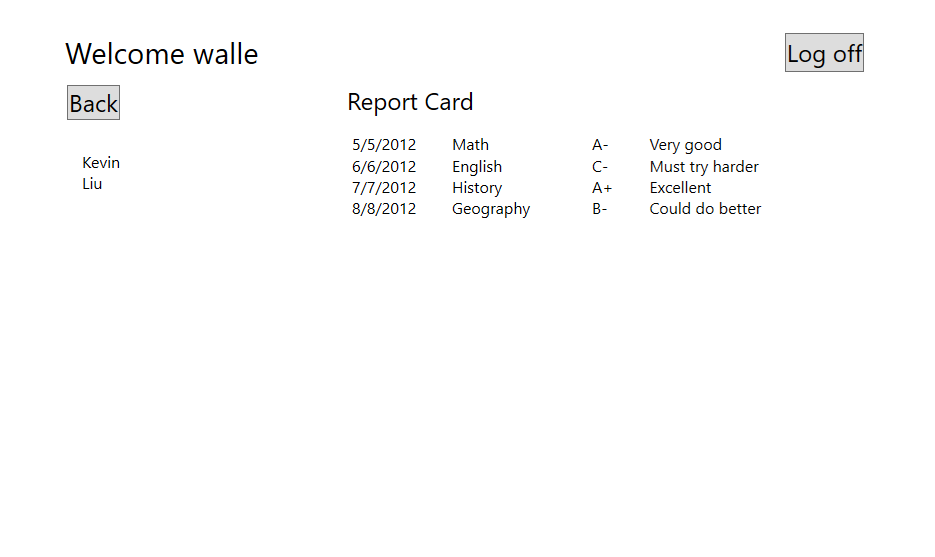 Welcome walle
Log off
Back
Report Card
Kevin
Liu
5/5/2012 Math A- Very good
6/6/2012 English C- Must try harder
7/7/2012 History A+ Excellent
8/8/2012 Geography B- Could do better